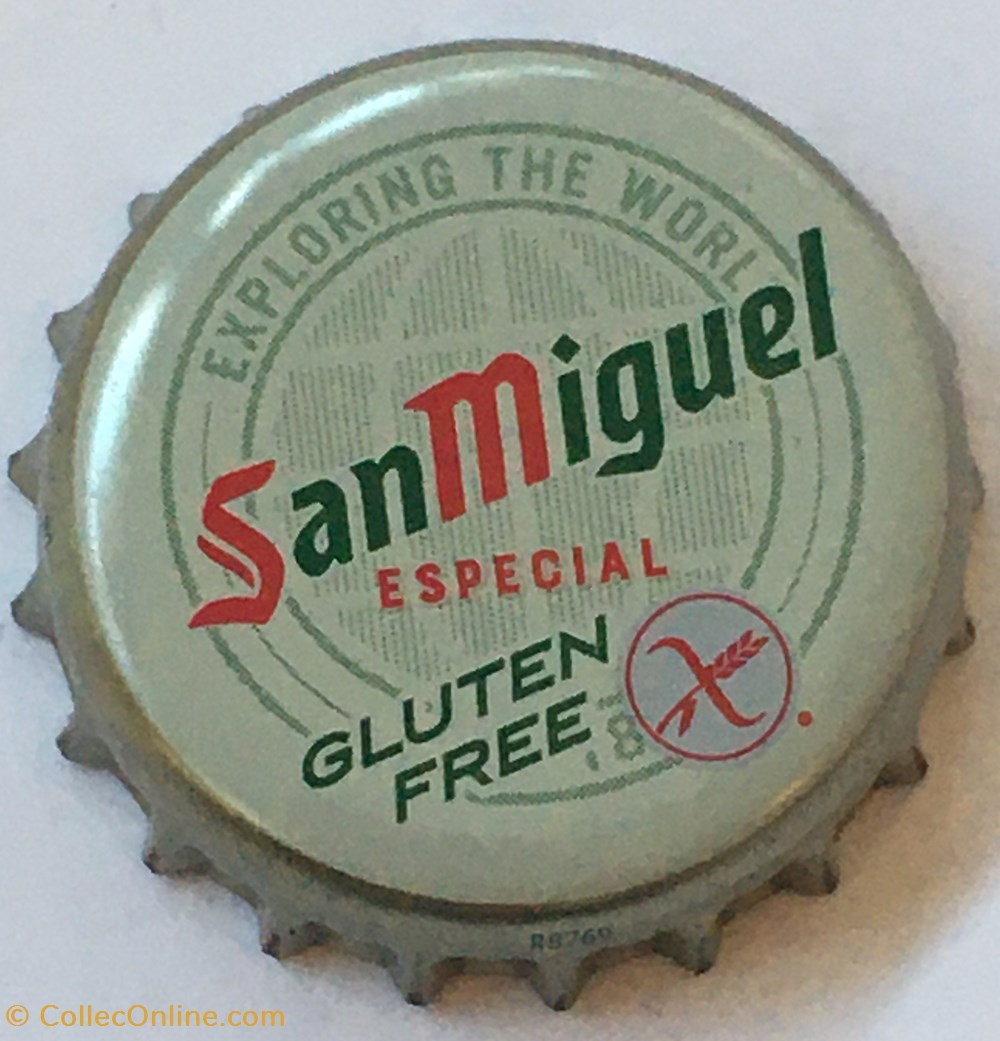 EXPLORING THE WORL
SanMiguel
ESPECIAL
GLUTEN
FREE
R8769
© CollecOnline.com